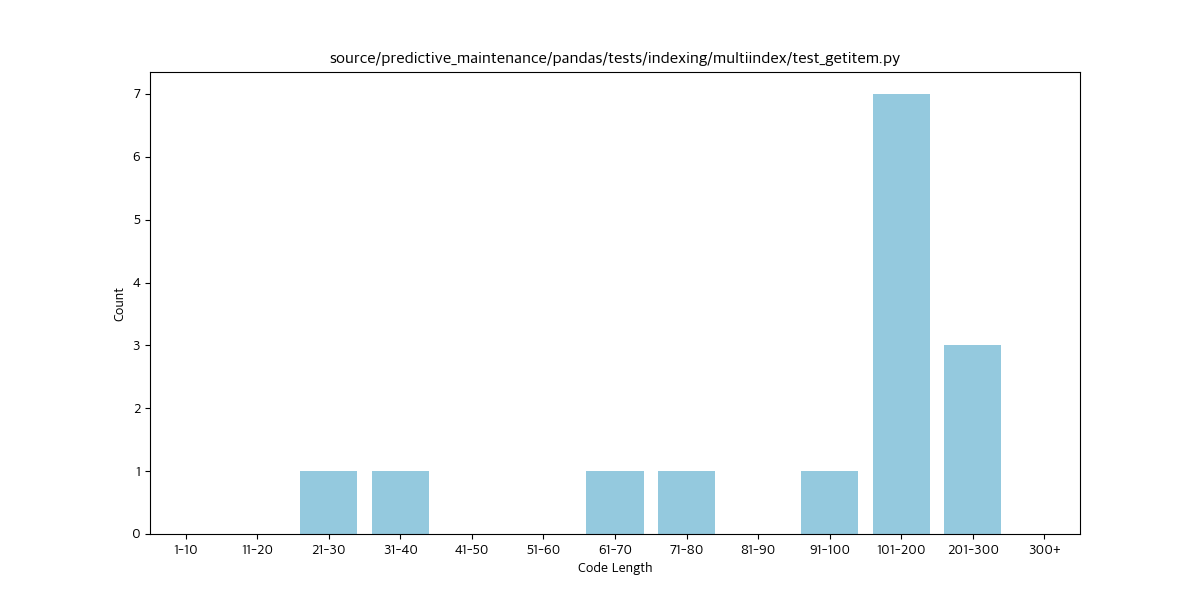 source/predictive_maintenance/pandas/tests/indexing/multiindex/test_getitem.py
7
6
5
4
3
2
1
0
Count
1-10 11-20 21-30 31-40 41-50 51-60 61-70 71-80 81-90 91-100 101-200 201-300 300+
Code Length